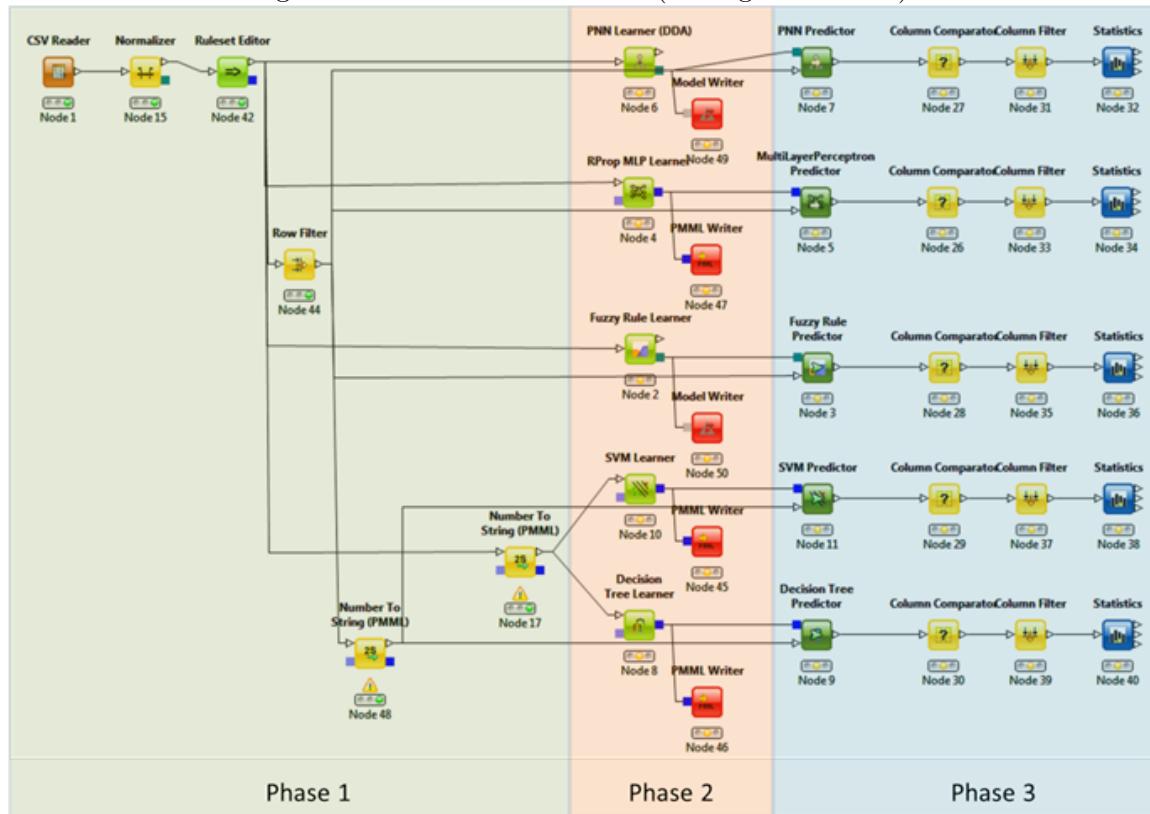 CSV Reader
Node 1
Normalizer
Node 15
Ruleset Editor
Node 42
Row Filter
Node 44
Number To
String (PMML)
Node 17
Number To
String (PMML)
Node 48
PNN Learner (DDA)
Node 6
Model Writer
Node 49
RProp MLP Learner
Node 4
PMML Writer
Node 47
Fuzzy Rule Learner
Node 2
Model Writer
Node 50
SVM Learner
Node 10
PMML Writer
Node 45
Decision
Tree Learner
Node 8
PMML Writer
Node 46
PNN Predictor
Node 7
Column Comparator
Node 27
Column Filter
Node 31
Statistics
Node 32
MultiLayerPerceptron
Predictor
Node 5
Column Comparator
Node 26
Column Filter
Node 33
Statistics
Node 34
Fuzzy Rule
Predictor
Node 3
Column Comparator
Node 28
Column Filter
Node 35
Statistics
Node 36
SVM Predictor
Node 11
Column Comparator
Node 29
Column Filter
Node 37
Statistics
Node 38
Decision Tree
Predictor
Node 9
Column Comparator
Node 30
Column Filter
Node 39
Statistics
Node 40
Phase 1
Phase 2
Phase 3